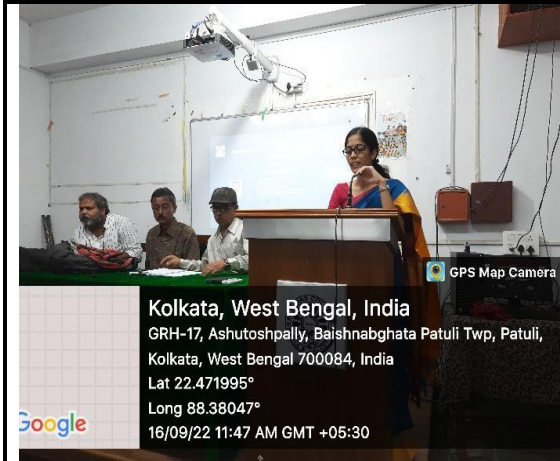 GPS Map Camera
Kolkata, West Bengal, India
GRH-17, Ashutoshpally, Baishnabghata Patuli Twp, Patuli,
Kolkata, West Bengal 700084, India
Lat 22.471995°
Long 88.38047°
16/09/22 11:47 AM GMT +05:30
Google